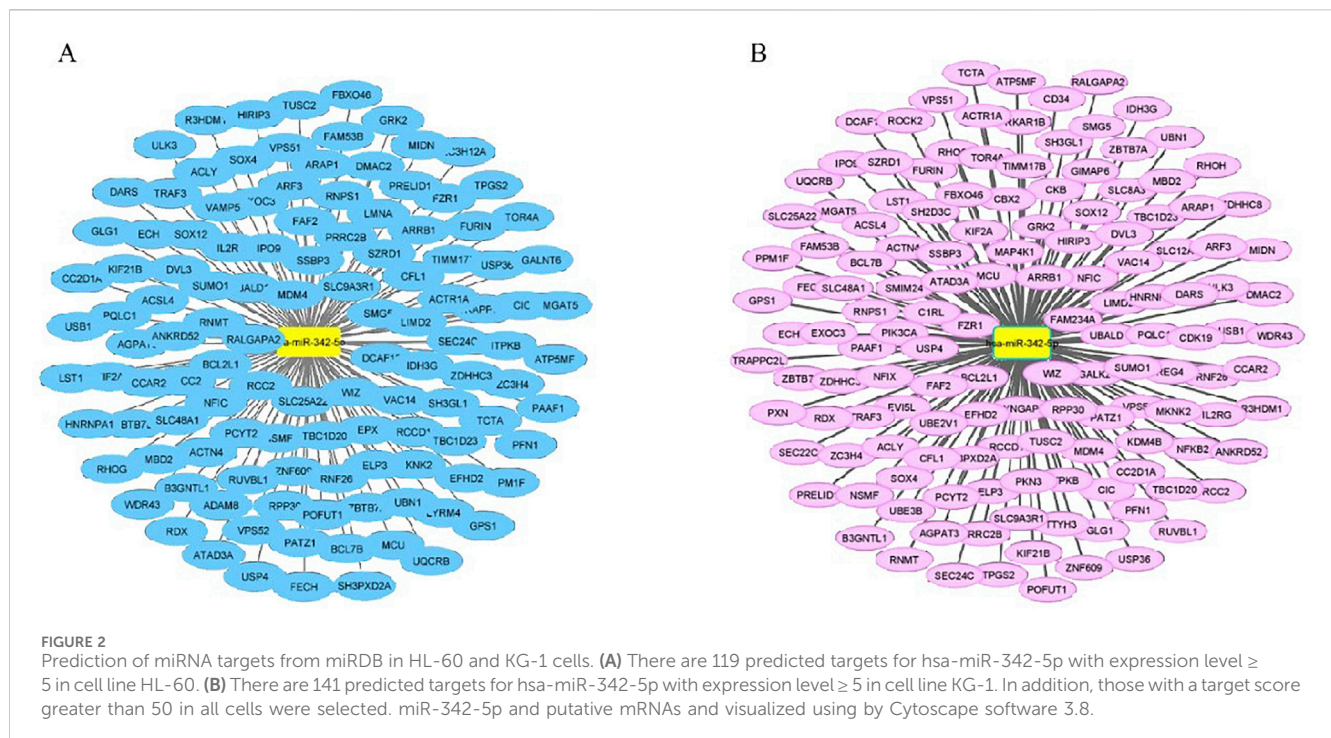 A
B
FBXO46
TUSC2
HIRIP3
GRK2
FAM53B
VPS51
MIDN
ULK3
SOX4
ARAP1
DMAC2
ACLY
PRELID1
TPGS2
DARS
TRAF3
ARF3
RNPS1
FZR1
VAMP5
LMNA
TOR4A
FAF2
FURIN
GLG1
ECH
SOX12
ARRB1
IL2R
IPO9
PRRC2B
SZRD1
SSBP3
USP36
GALNT6
KIF21B
DVL3
CFL1
SUMO1
SLC9A3R1
MDM4
ACTR1A
ACSL4
CIC
MGAT5
PQLC1
USB1
RNMT
LIMD2
ANKRD52
RALGAPA2
SEC24C
ITPKB
ATP5MF
IDH3G
BCL2L1
ZDHHC3
LST1
CCAR2
RCC2
WIZ
ZC3H4
NFIC
SLC25A22
VAC14
SH3GL1
PAAF1
HNRNPA1
SLC48A1
TCTA
PCYT2
TBC1D20
EPX
PFN1
MBD2
ACTN4
TBC1D23
RHOG
ELP3
B3GNTL1
RUVBL1
RNF26
EFHD2
PM1F
WDR43
ADAM8
UBN1
POFUT1
GPS1
RDX
VPS52
PATZ1
BCL7B
MCU
ATAD3A
UQCRB
USP4
FECH
SH3PXD2A
TCTA
ATP5MF
RALGAPA2
CD34
VPS51
IDH3G
ACTR1A
ROCK2
SMG5
UBN1
SH3GL1
ZBTB7A
TOR4A
SZRD1
TIMM17B
GIMAP6
RHOH
FURIN
UQCRB
CKB
MBD2
FBXO46
LST1
CBX2
MGAT5
SH2D3C
SOX12
ARAP1
SLC25A22
TBC1D23
ACSL4
KIF2A
GRK2
DVL3
HIRIP3
FAM53B
ARF3
SSBP3
MAP4K1
MIDN
PPM1F
BCL7B
VAC14
MCU
ARRB1
NFIC
SLC48A1
SMIM24
ATAD3A
GPS1
DARS
DMAC2
RNPS1
C1RL
FZR1
FAM234A
ECH
EXOC3
PIK3CA
USB1
WDR43
PAAF1
USP4
hsa-miR-342-5p
UBALD
CDK19
TRAPPC2L
SUMO1
CCAR2
NFIX
BCL2L1
WIZ
FAF2
PXN
RDX
TRAF3
EVI5L
EFHD2
RPP30
PATZ1
MKNK2
IL2RG
R3HDM1
UBE2V1
KDM4B
NFKB2
SEC22C
ACLY
TUSC2
ANKRD52
ZC3H4
CFL1
MDM4
CC2D1A
SOX4
PKN3
NSMF
PCYT2
ELP3
CIC
TBC1D20
RCC2
UBE3B
PFN1
SLC9A3R1
B3GNTL1
AGPAT3
TTYH3
GLG1
RUVBL1
KIF21B
RNMT
USP36
SEC24C
TPGS2
ZNF609
POFUT1
FIGURE 2
Prediction of miRNA targets from miRDB in HL-60 and KG-1 cells. (A) There are 119 predicted targets for hsa-miR-342-5p with expression level ≥
5 in cell line HL-60. (B) There are 141 predicted targets for hsa-miR-342-5p with expression level ≥ 5 in cell line KG-1. In addition, those with a target score
greater than 50 in all cells were selected. miR-342-5p and putative mRNAs and visualized using by Cytoscape software 3.8.